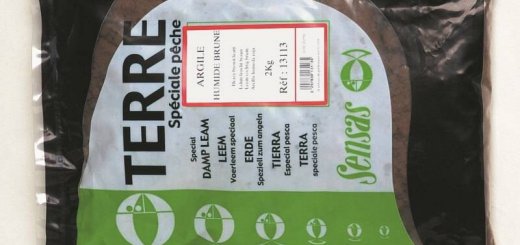 TERRE
Spéciale pêche
ARGILE
HUMIDE BRUNE
2Kg
Réf : 13113
Special
DAMP LEAM
LEEM
Voerleem speciaal
ERDE
Speziell zum angeln
TIERRA
Especial pesca
TERRA
speciale pesca
Sensas